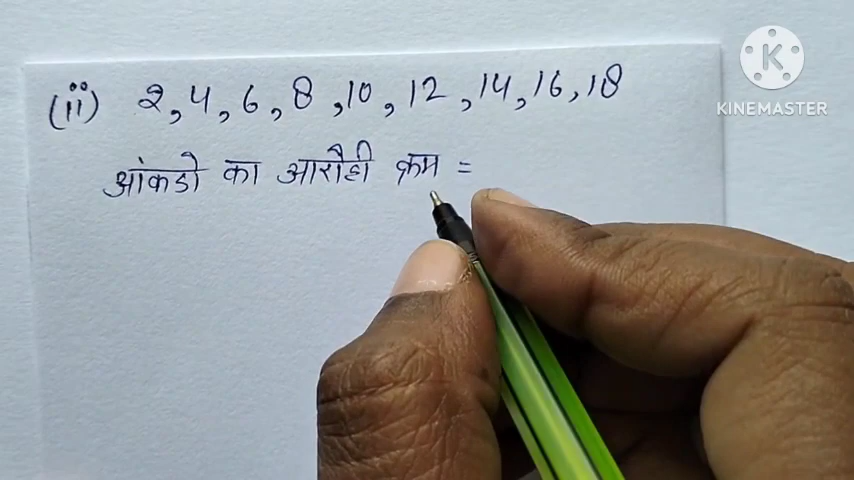 (ii) 2, 4, 6, 8, 10, 12, 14, 16, 18
आंकडो का आरोही क्रम =
KINEMASTER